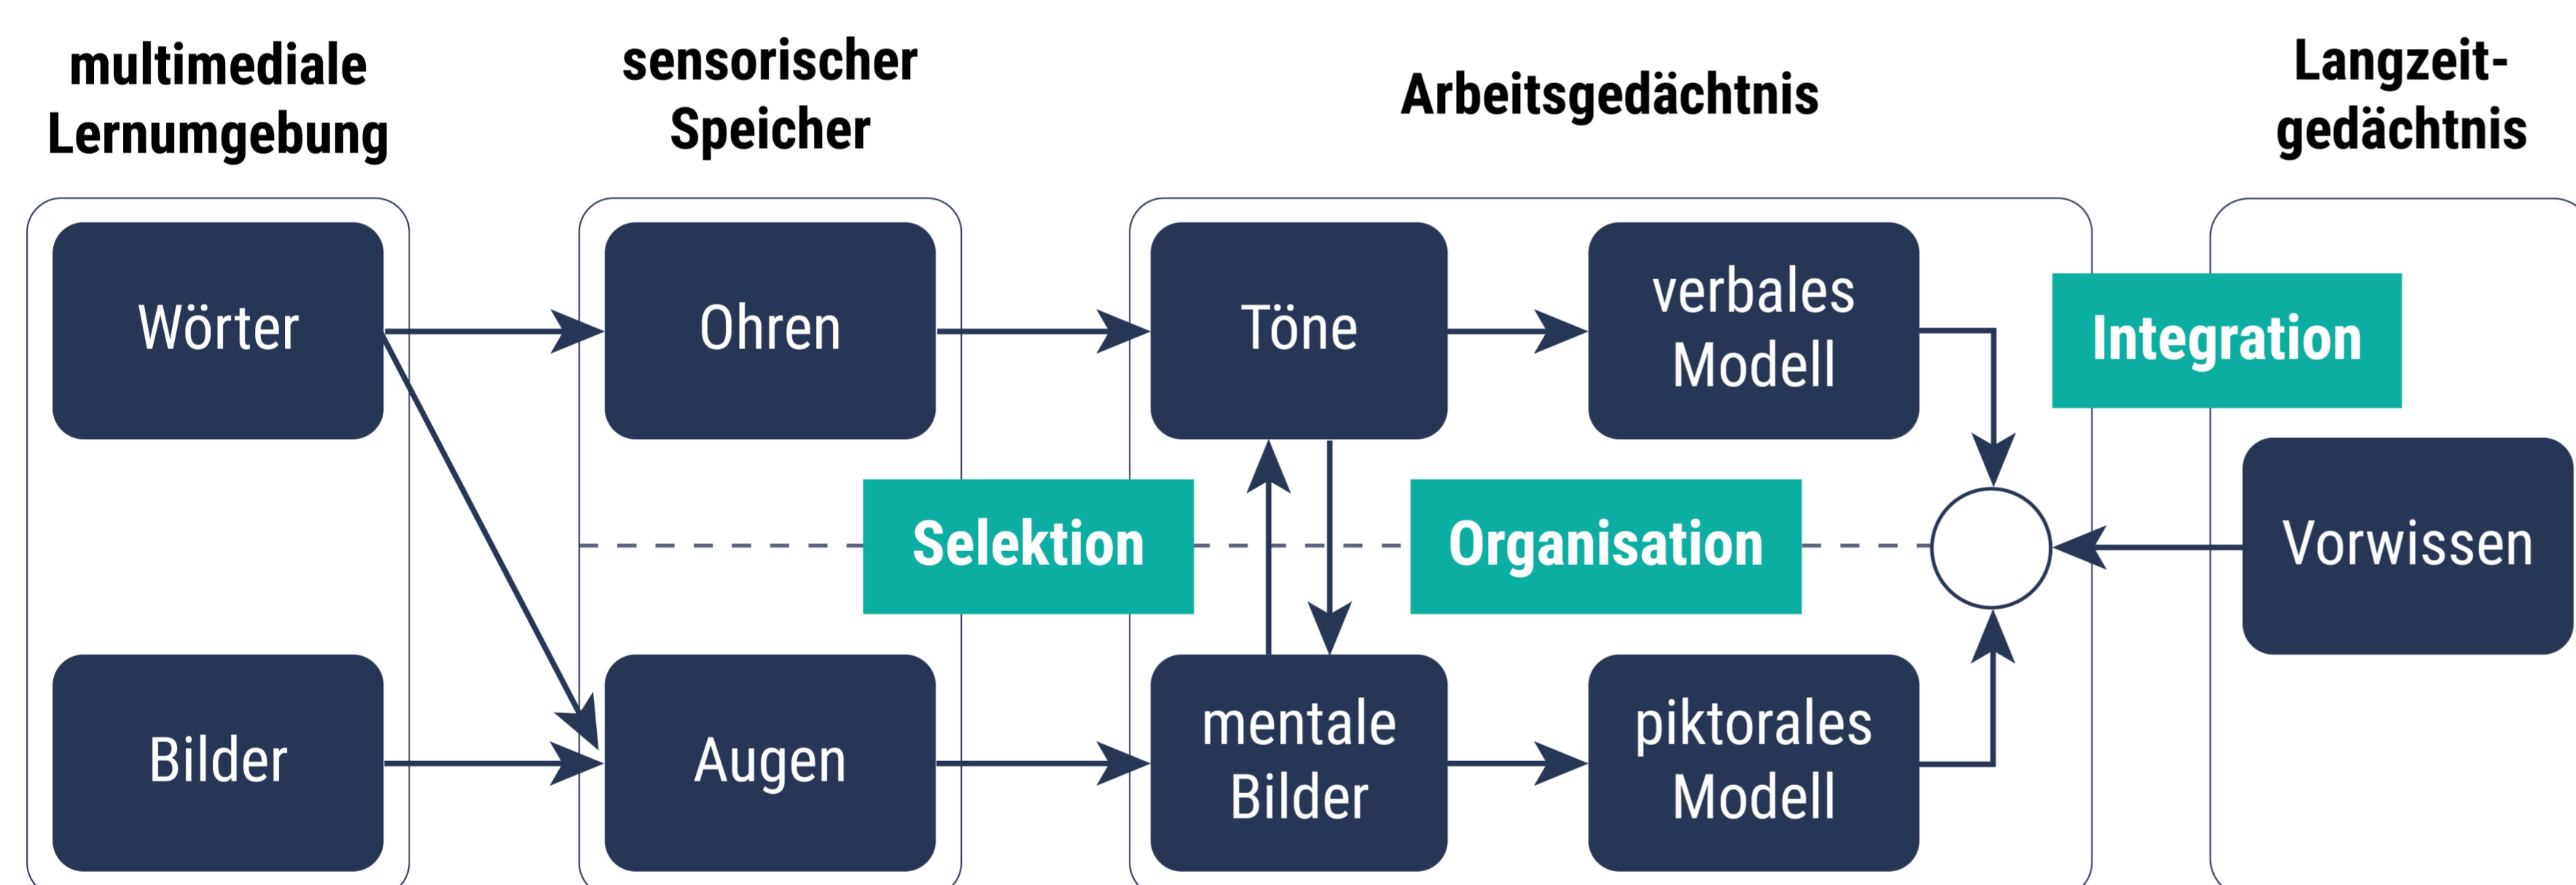 multimediale
Lernumgebung
sensorischer
Speicher
Arbeitsgedächtnis
Langzeit-
gedächtnis
Wörter
Ohren
Töne
verbales
Modell
Integration
Selektion
Organisation
Vorwissen
Bilder
Augen
mentale
Bilder
piktorales
Modell